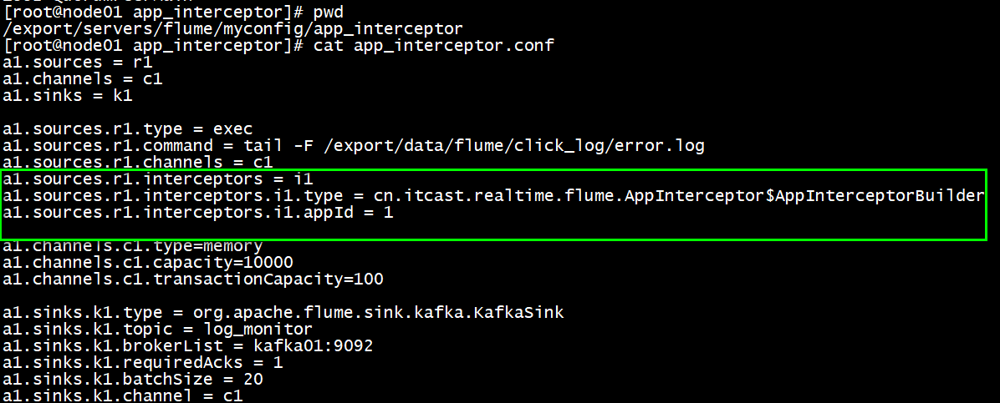 [root@node01 app_interceptor]# pwd
/export/servers/flume/myconfig/app_interceptor
[root@node01 app_interceptor]# cat app_interceptor.conf
a1.sources = r1
a1.channels = c1
a1.sinks = k1
a1.sources.r1.type = exec
a1.sources.r1.command = tail -F /export/data/flume/click_log/error.log
a1.sources.r1.channels = c1
a1.sources.r1.interceptors = i1
a1.sources.r1.interceptors.i1.type = cn.itcast.realtime.flume.AppInterceptor$AppInterceptorBuilder
a1.sources.r1.interceptors.i1.appId = 1
a1.channels.c1.type=memory
a1.channels.c1.capacity=10000
a1.channels.c1.transactionCapacity=100
a1.sinks.k1.type = org.apache.flume.sink.kafka.KafkaSink
a1.sinks.k1.topic = log_monitor
a1.sinks.k1.brokerList = kafka01:9092
a1.sinks.k1.requiredAcks = 1
a1.sinks.k1.batchSize = 20
a1.sinks.k1.channel = c1